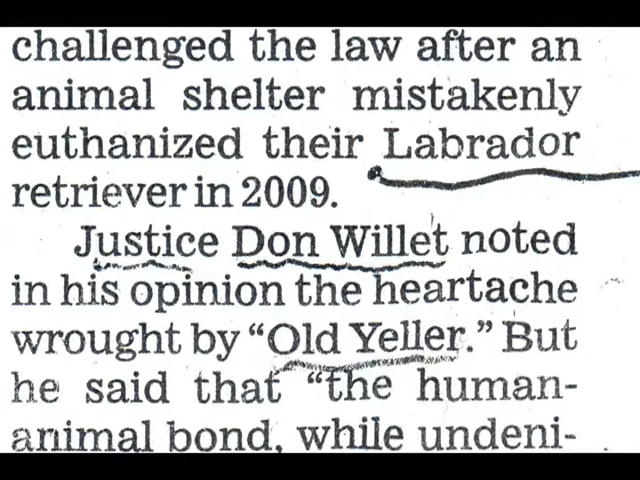 challenged the law after an
animal shelter mistakenly
euthanized their Labrador
retriever in 2009.
Justice Don Willet noted
in his opinion the heartache
wrought by “Old Yeller.” But
he said that “the human-
animal bond, while undeni-